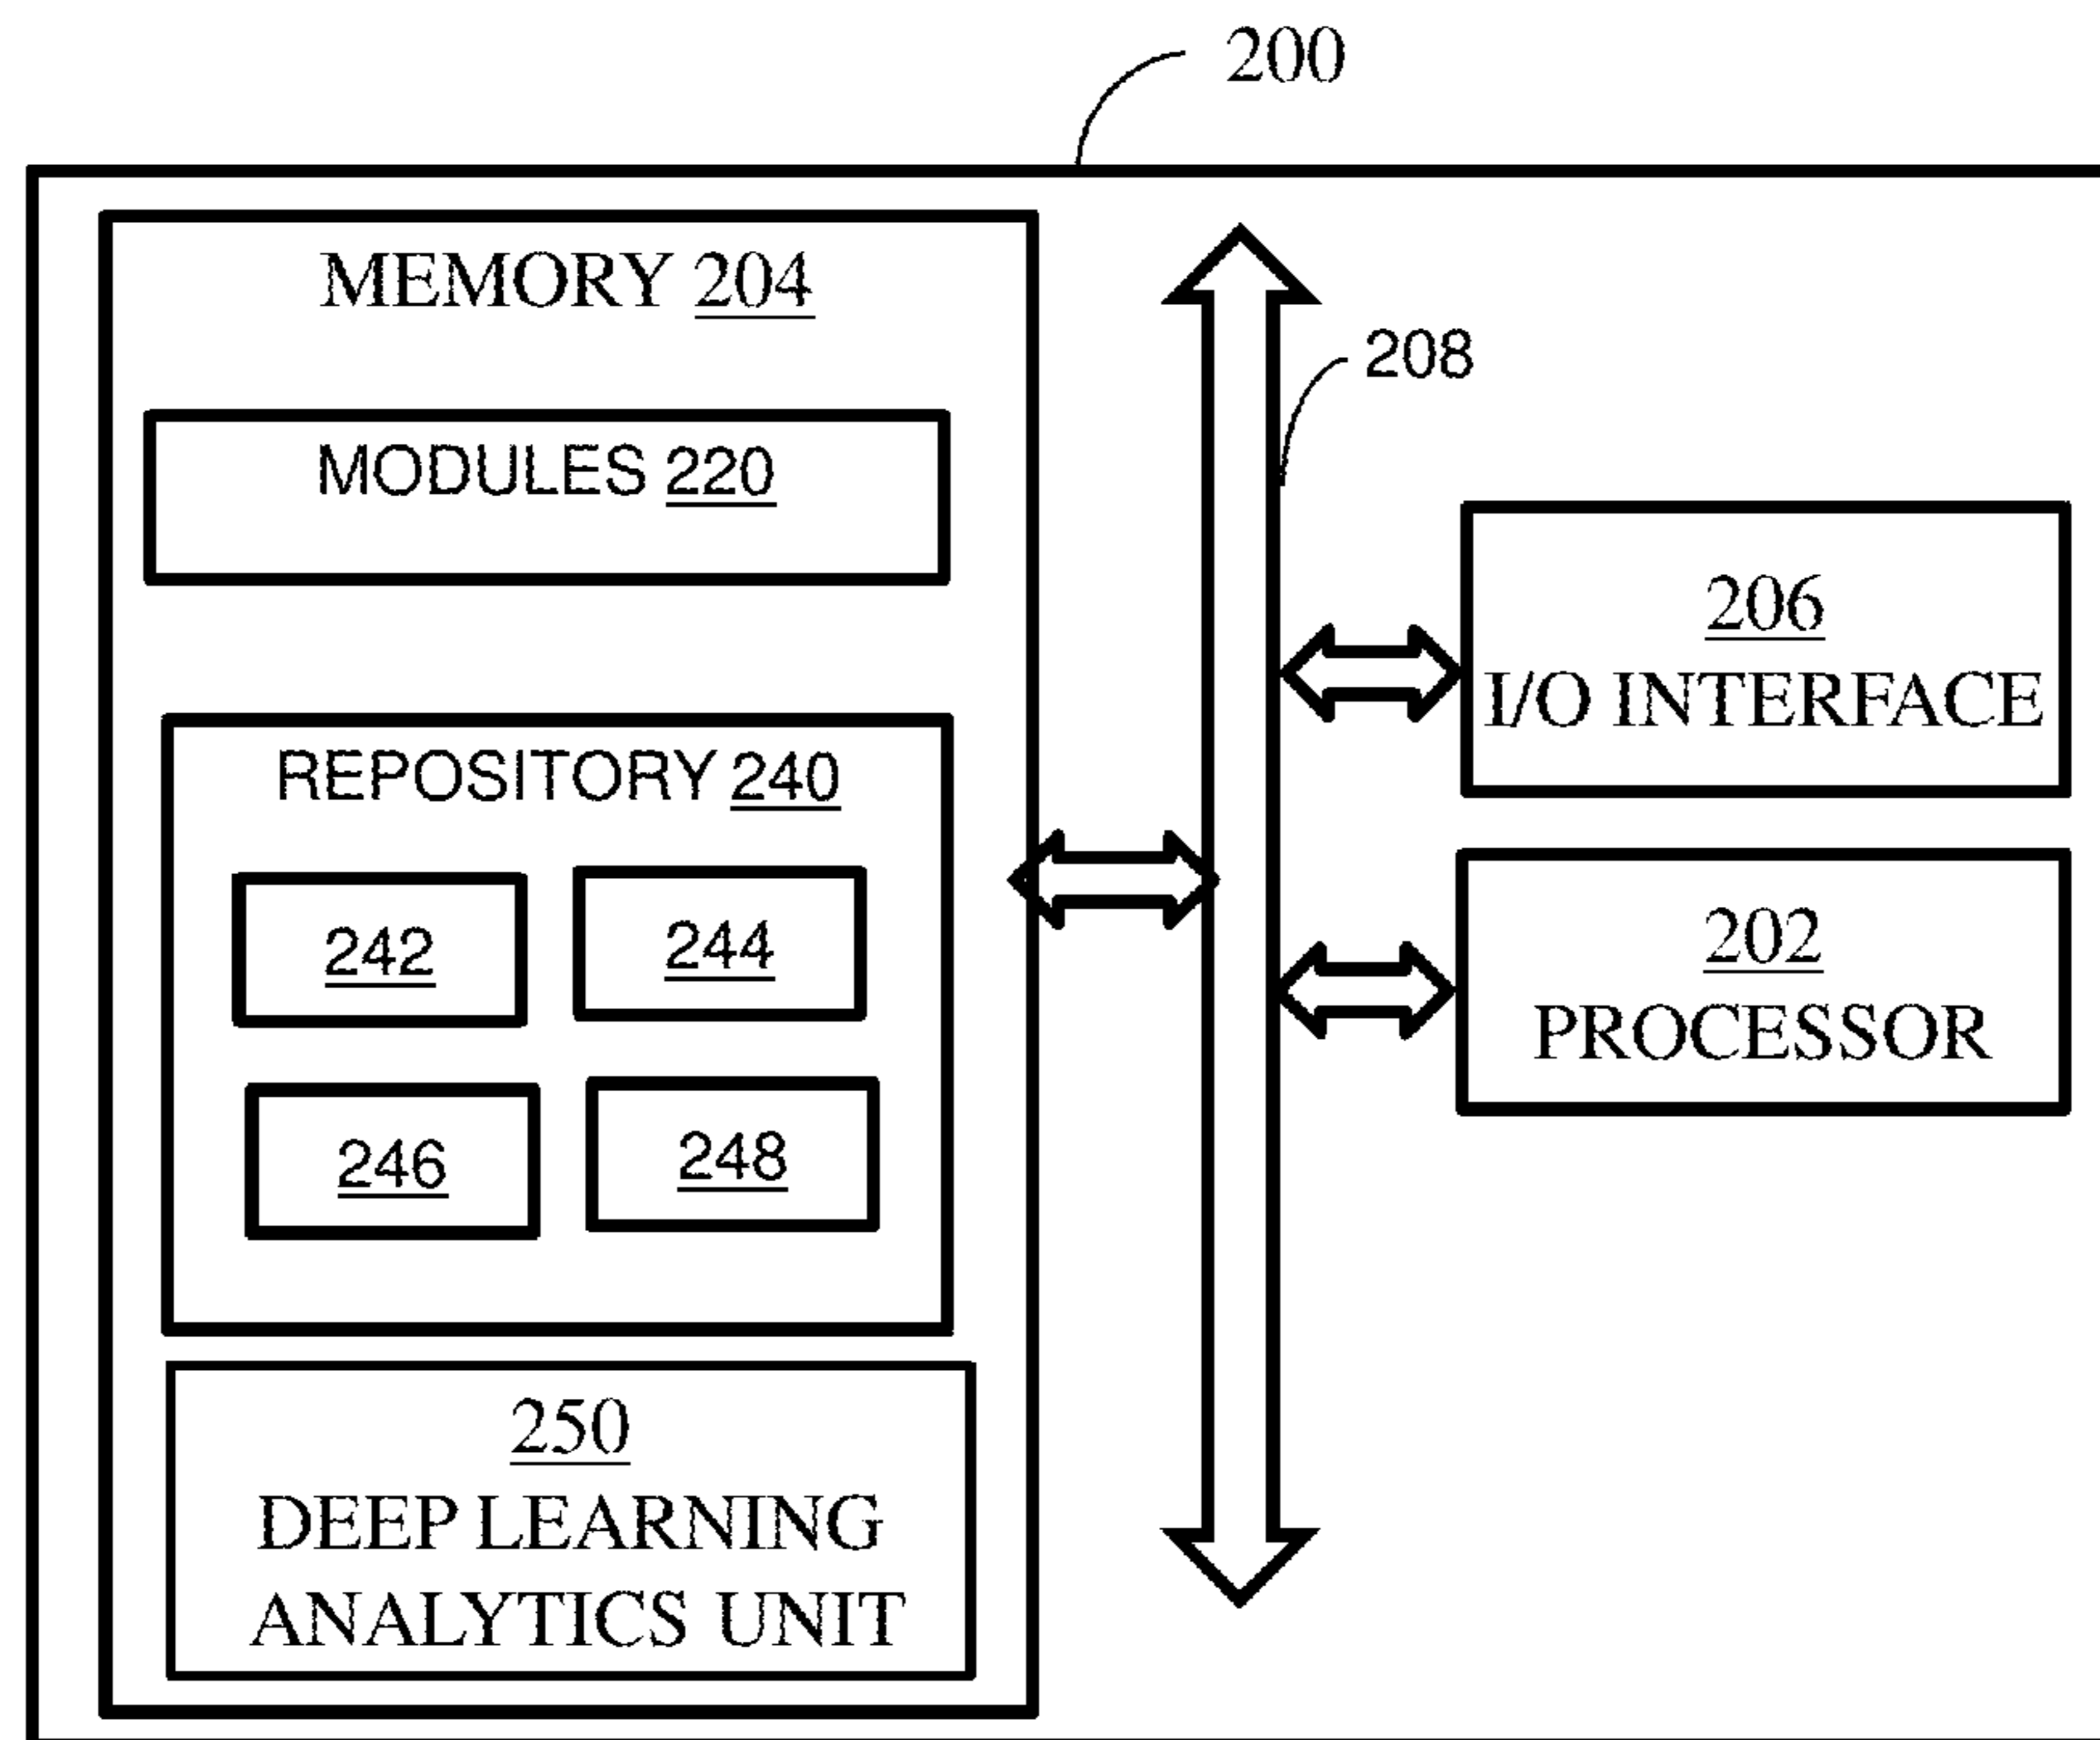 200
MEMORY 204
208
MODULES 220
206
I/O INTERFACE
REPOSITORY 240
242
244
202
PROCESSOR
246
248
250
DEEP LEARNING
ANALYTICS UNIT